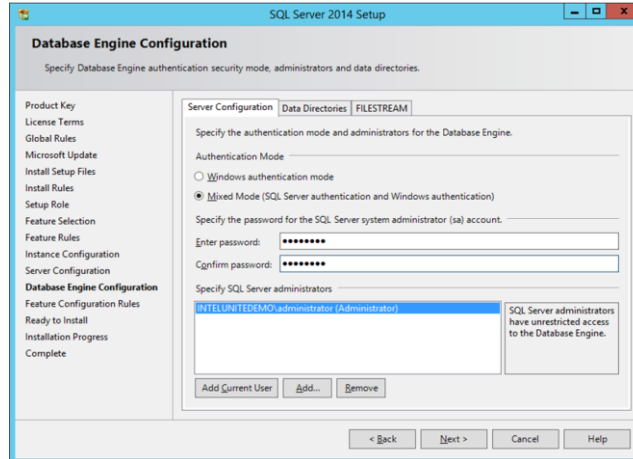 SQL Server 2014 Setup
Database Engine Configuration
Specify Database Engine authentication security mode, administrators and data directories.
Product Key
License Terms
Global Rules
Microsoft Update
Install Setup Files
Install Rules
Setup Role
Feature Selection
Feature Rules
Instance Configuration
Server Configuration
Database Engine Configuration
Feature Configuration Rules
Ready to Install
Installation Progress
Complete
Server Configuration Data Directories FILESTREAM
Specify the authentication mode and administrators for the Database Engine.
Authentication Mode
Windows authentication mode
Mixed Mode (SQL Server authentication and Windows authentication)
Specify the password for the SQL Server system administrator (sa) account.
Enter password: ●●●●●●●●
Confirm password: ●●●●●●●●
Specify SQL Server administrators
INTELUNITEDEMO\administrator (Administrator)
SQL Server administrators
have unrestricted access
to the Database Engine.
Add Current User Add... Remove
< Back Next > Cancel Help